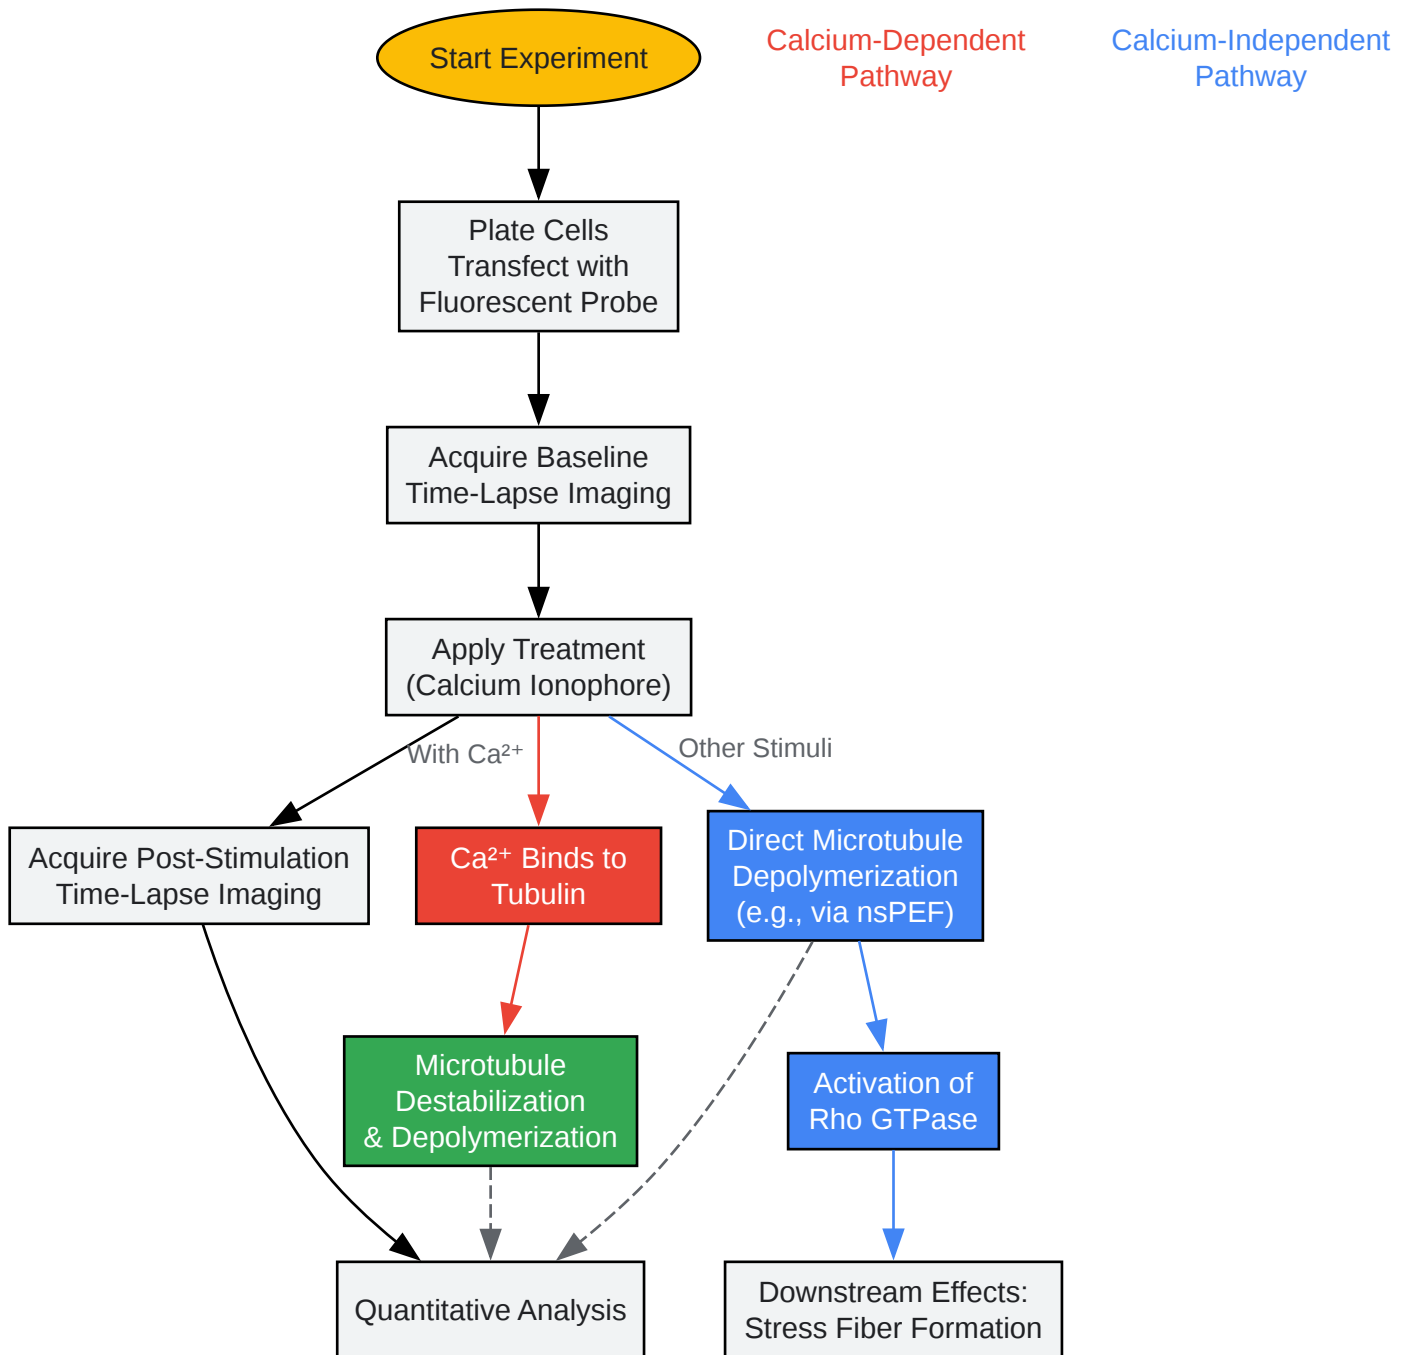 Start Experiment
Calcium-Dependent
Pathway
Calcium-Independent
Pathway
Plate Cells
Transfect with
Fluorescent Probe
Acquire Baseline
Time-Lapse Imaging
Apply Treatment
(Calcium Ionophore)
With Ca²⁺
Other Stimuli
Acquire Post-Stimulation
Time-Lapse Imaging
Ca²⁺ Binds to
Tubulin
Direct Microtubule
Depolymerization
(e.g., via nsPEF)
Microtubule
Destabilization
& Depolymerization
Activation of
Rho GTPase
Quantitative Analysis
Downstream Effects:
Stress Fiber Formation